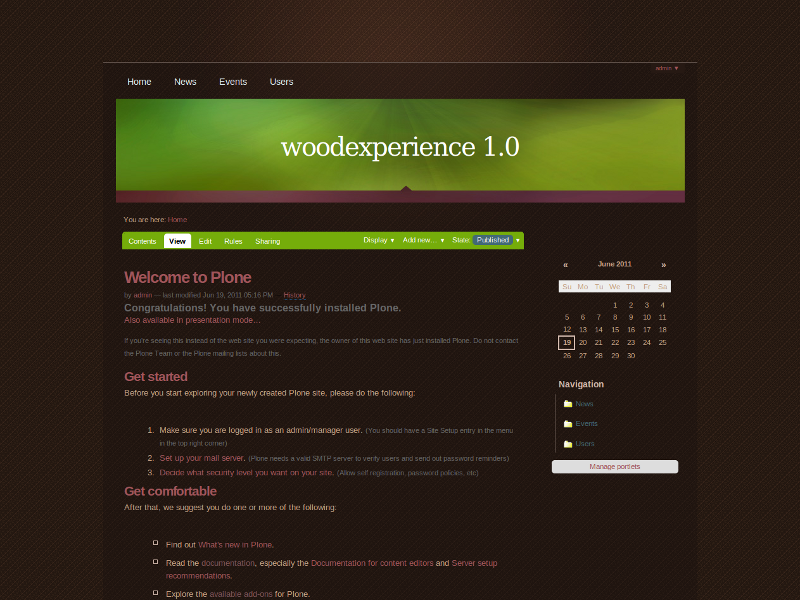 admin ▼
Home News Events Users
woodexperience 1.0
You are here: Home
Contents View Edit Rules Sharing Display ▼ Add new… ▼ State: Published ▼
« June 2011 »
Su Mo Tu We Th Fr Sa
1 2 3 4
5 6 7 8 9 10 11
12 13 14 15 16 17 18
19 20 21 22 23 24 25
26 27 28 29 30
Navigation
News
Events
Users
Manage portlets
Welcome to Plone
by admin — last modified Jun 19, 2011 05:16 PM — History
Congratulations! You have successfully installed Plone.
Also available in presentation mode…
If you're seeing this instead of the web site you were expecting, the owner of this web site has just installed Plone. Do not contact
the Plone Team or the Plone mailing lists about this.
Get started
Before you start exploring your newly created Plone site, please do the following:
1. Make sure you are logged in as an admin/manager user. (You should have a Site Setup entry in the menu
in the top right corner)
2. Set up your mail server. (Plone needs a valid SMTP server to verify users and send out password reminders)
3. Decide what security level you want on your site. (Allow self registration, password policies, etc)
Get comfortable
After that, we suggest you do one or more of the following:
Find out What's new in Plone.
Read the documentation, especially the Documentation for content editors and Server setup
recommendations.
Explore the available add-ons for Plone.